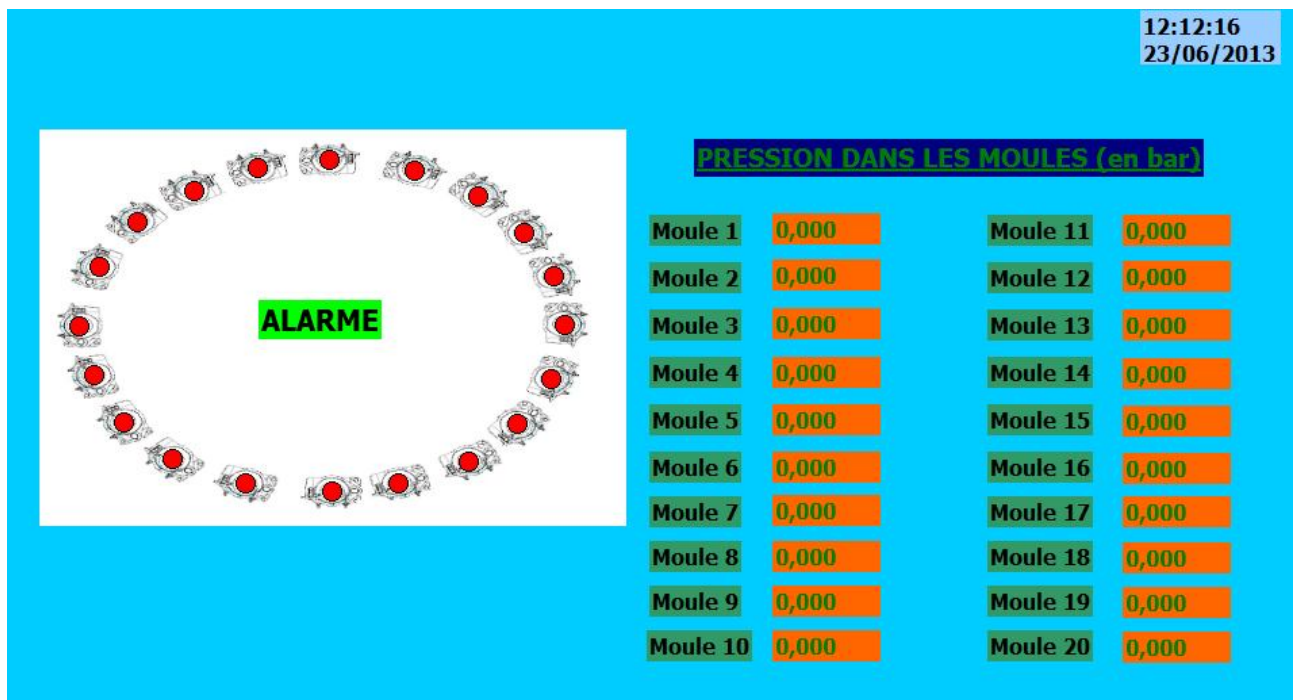 12:12:16
23/06/2013
ALARME
PRESSION DANS LES MOULES (en bar)
Moule 1 0,000
Moule 2 0,000
Moule 3 0,000
Moule 4 0,000
Moule 5 0,000
Moule 6 0,000
Moule 7 0,000
Moule 8 0,000
Moule 9 0,000
Moule 10 0,000
Moule 11 0,000
Moule 12 0,000
Moule 13 0,000
Moule 14 0,000
Moule 15 0,000
Moule 16 0,000
Moule 17 0,000
Moule 18 0,000
Moule 19 0,000
Moule 20 0,000